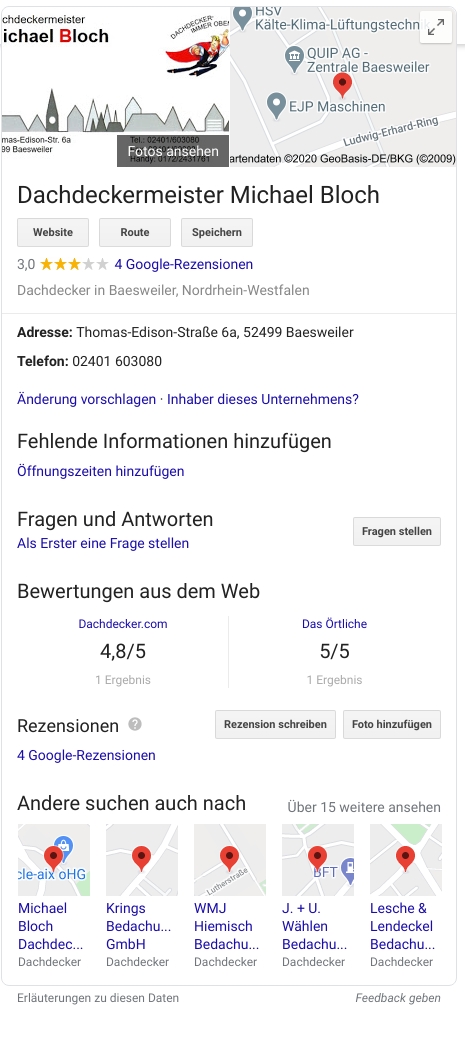 chdeckermeister
ichael Bloch
DACHDECKER-
IMMER OBEN
mas-Edison-Str. 6a
99 Baesweiler
Tel.: 02401/603080
Handy: 0172/2431761
Fotos ansehen
HSV
Kälte-Klima-Lüftungstechnik
QUIP AG -
Zentrale Baesweiler
EJP Maschinen
Ludwig-Erhard-Ring
artendaten ©2020 GeoBasis-DE/BKG (©2009)
Dachdeckermeister Michael Bloch
Website Route Speichern
3,0 4 Google-Rezensionen
Dachdecker in Baesweiler, Nordrhein-Westfalen
Adresse: Thomas-Edison-Straße 6a, 52499 Baesweiler
Telefon: 02401 603080
Änderung vorschlagen · Inhaber dieses Unternehmens?
Fehlende Informationen hinzufügen
Öffnungszeiten hinzufügen
Fragen und Antworten
Fragen stellen
Als Erster eine Frage stellen
Bewertungen aus dem Web
Dachdecker.com Das Örtliche
4,8/5 5/5
1 Ergebnis 1 Ergebnis
Rezensionen ? Rezension schreiben Foto hinzufügen
4 Google-Rezensionen
Andere suchen auch nach Über 15 weitere ansehen
cle-aix oHG
Lutherstraße
BFT
Michael Krings WMJ J. + U. Lesche &
Bloch Bedachu... Hiemisch Wählen Lendeckel
Dachdec... GmbH Bedachu... Bedachu... Bedachu...
Dachdecker Dachdecker Dachdecker Dachdecker Dachdecker
Erläuterungen zu diesen Daten Feedback geben